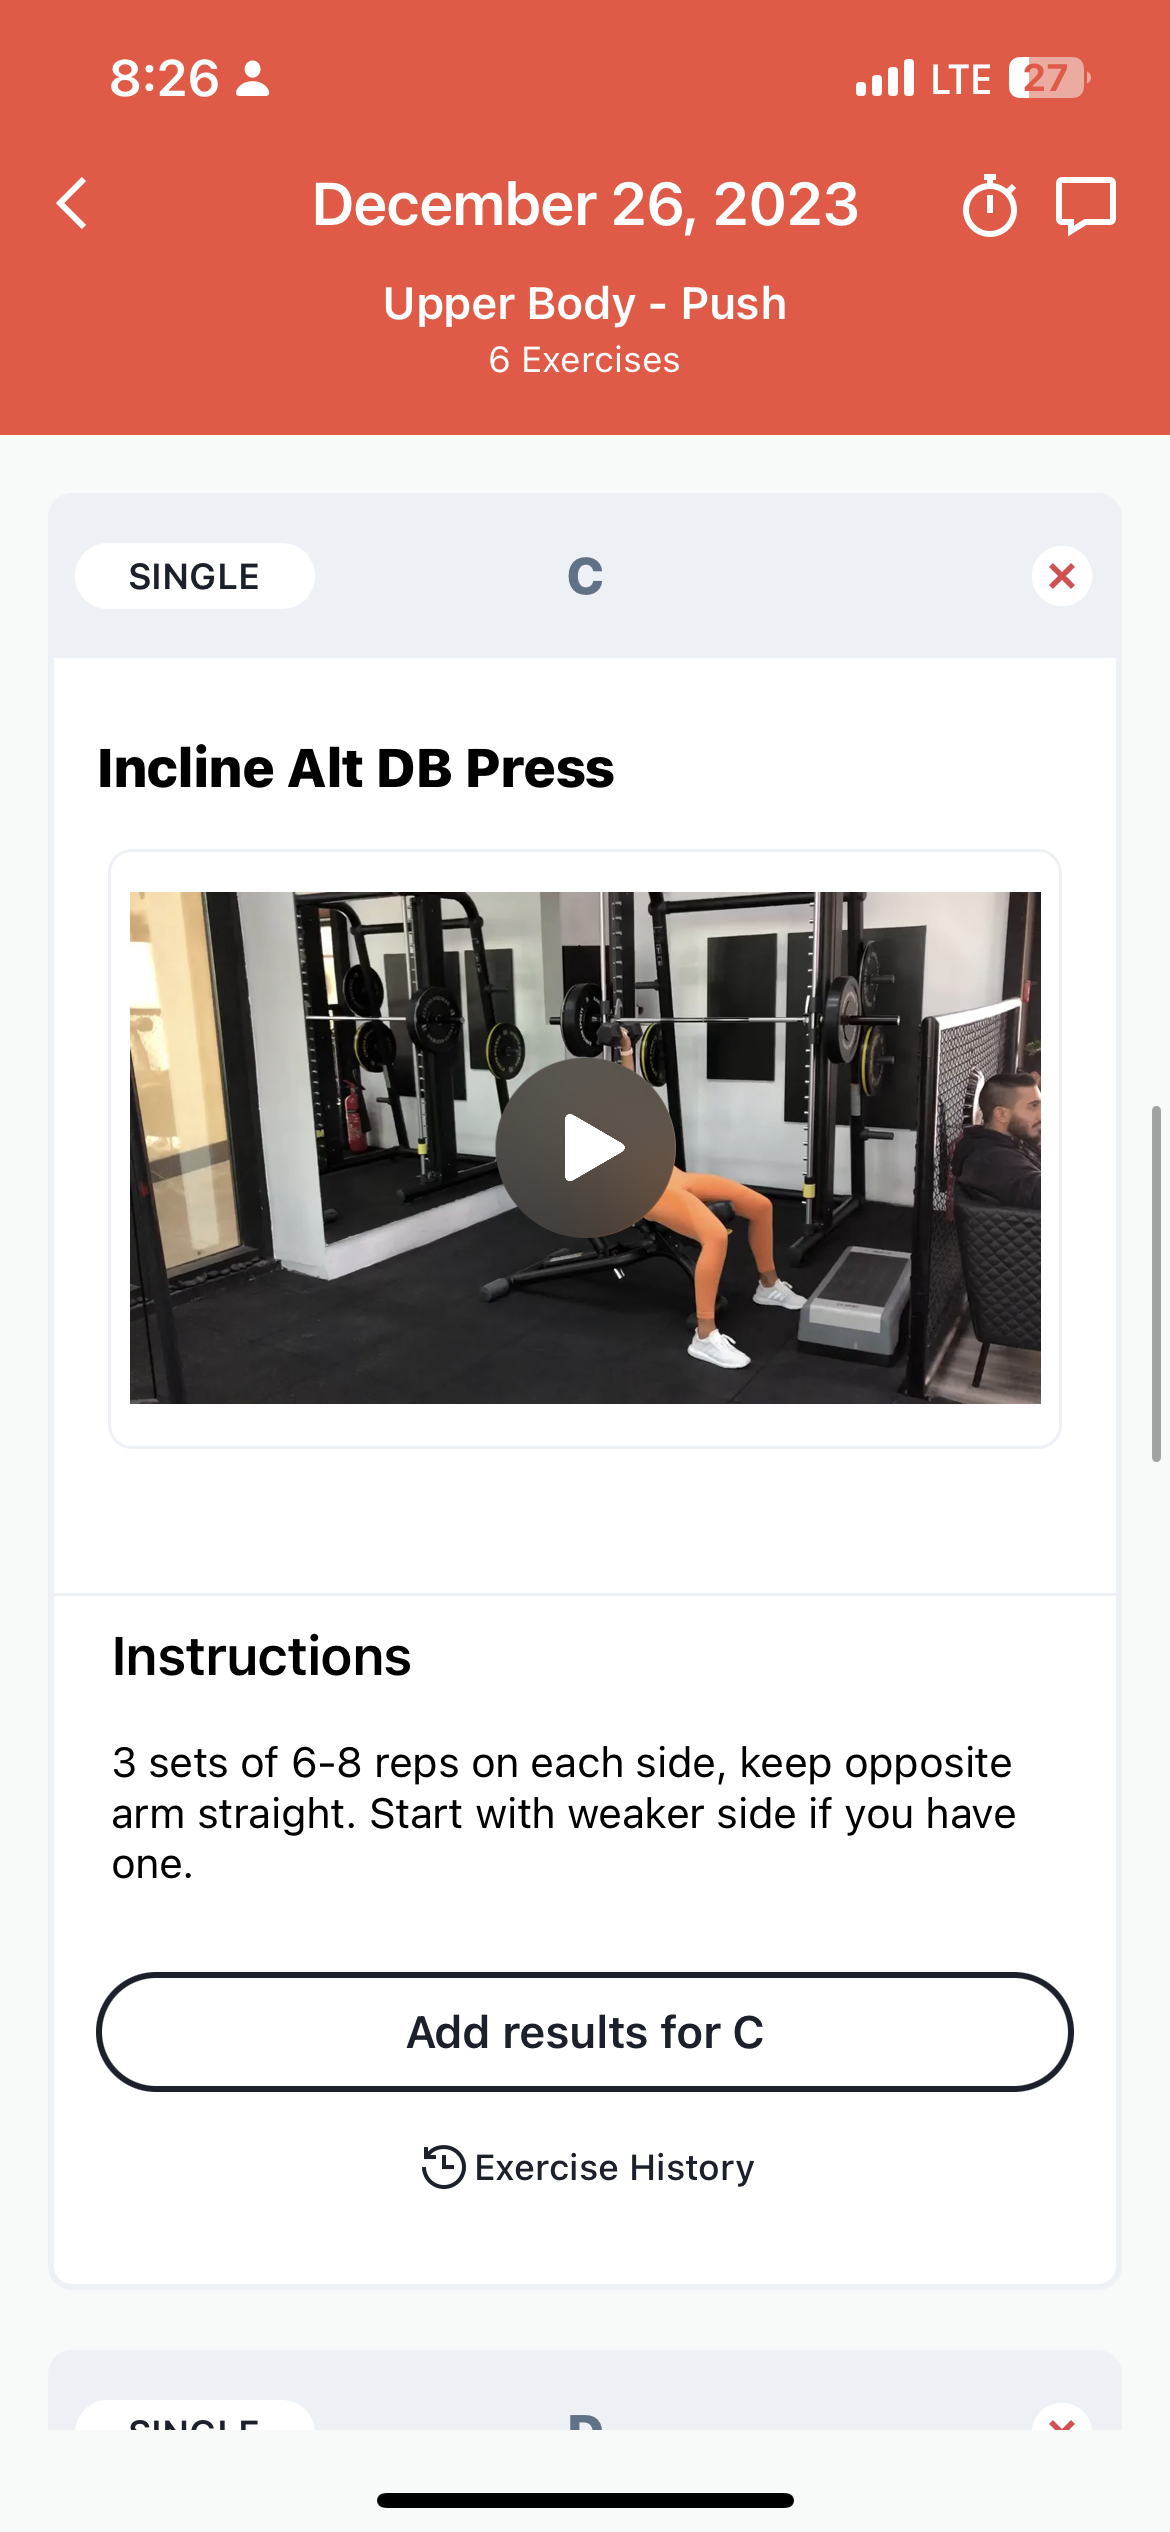 8:26
LTE 27
December 26, 2023
Upper Body - Push
6 Exercises
SINGLE
C
Incline Alt DB Press
Instructions
3 sets of 6-8 reps on each side, keep opposite
arm straight. Start with weaker side if you have
one.
Add results for C
Exercise History
SINGLE
D